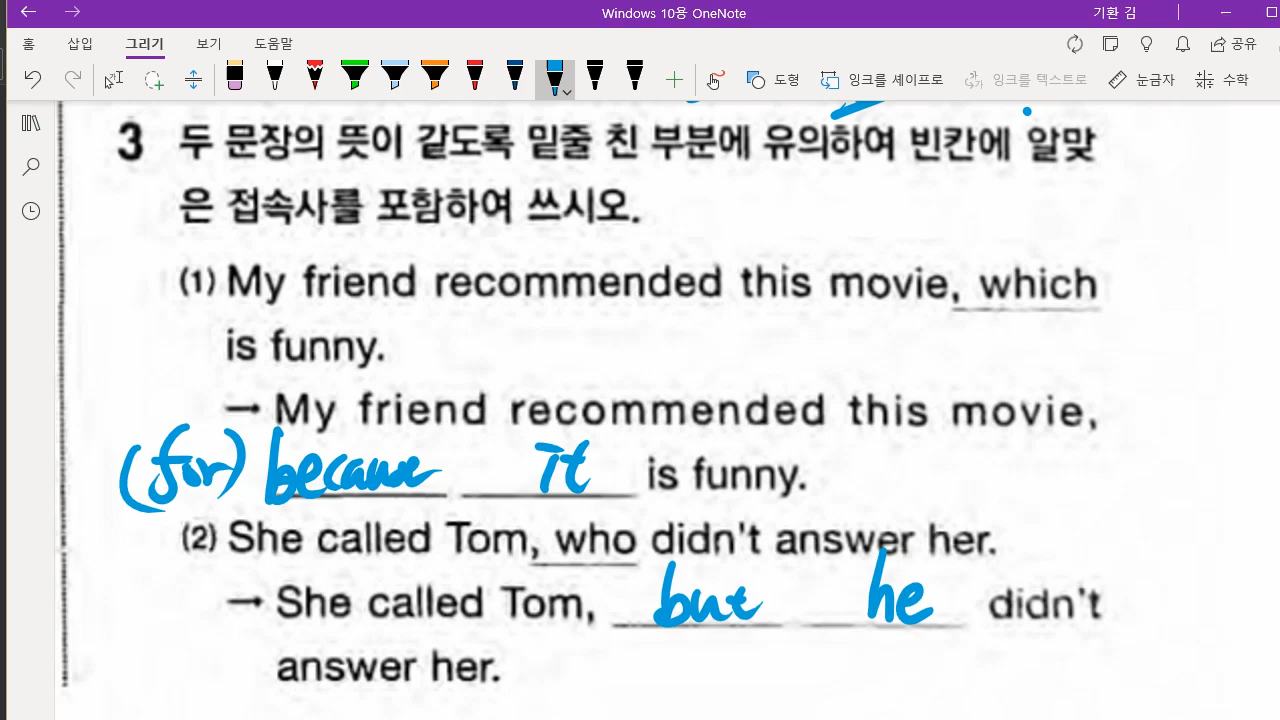 Windows 10용 OneNote
기환 김
홈 삽입 그리기 보기 도움말
공유
도형 잉크를 셰이프로 잉크를 텍스트로 눈금자 수학
3 두 문장의 뜻이 같도록 밑줄 친 부분에 유의하여 빈칸에 알맞
은 접속사를 포함하여 쓰시오.
(1) My friend recommended this movie, which
is funny.
→ My friend recommended this movie,
(for) because it is funny.
(2) She called Tom, who didn't answer her.
→ She called Tom, but he didn't
answer her.